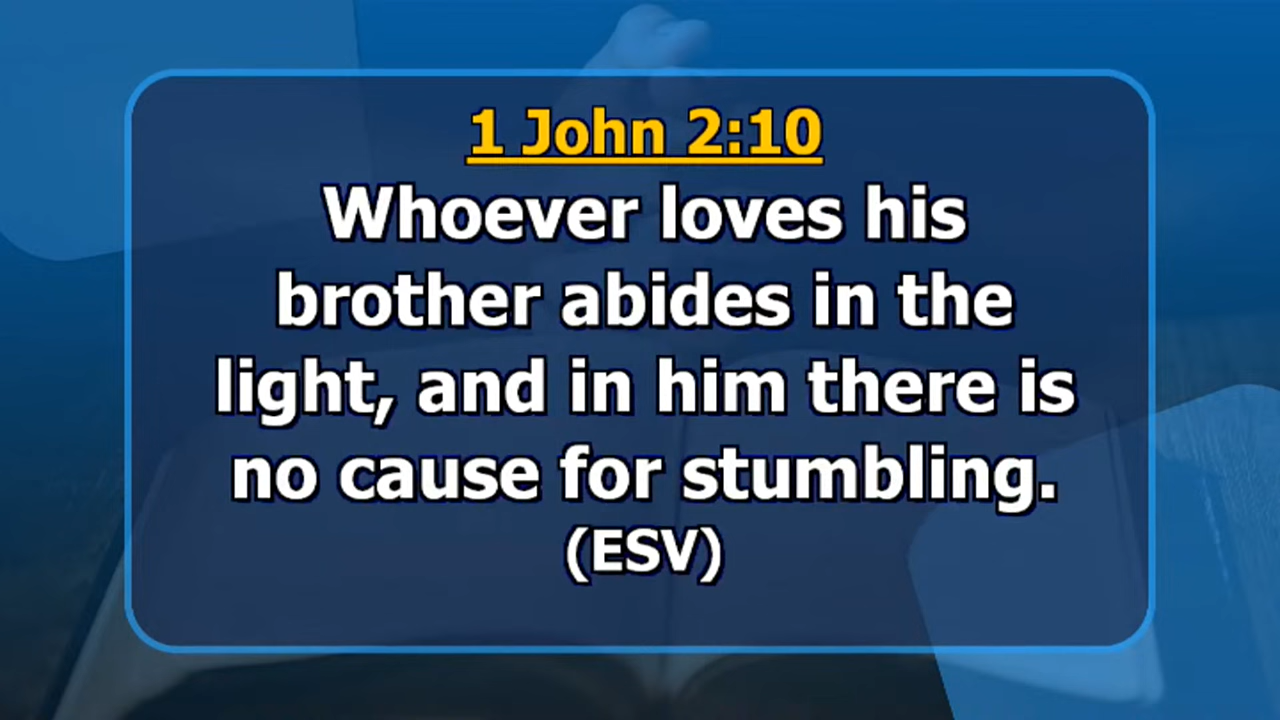 1 John 2:10
Whoever loves his
brother abides in the
light, and in him there is
no cause for stumbling.
(ESV)